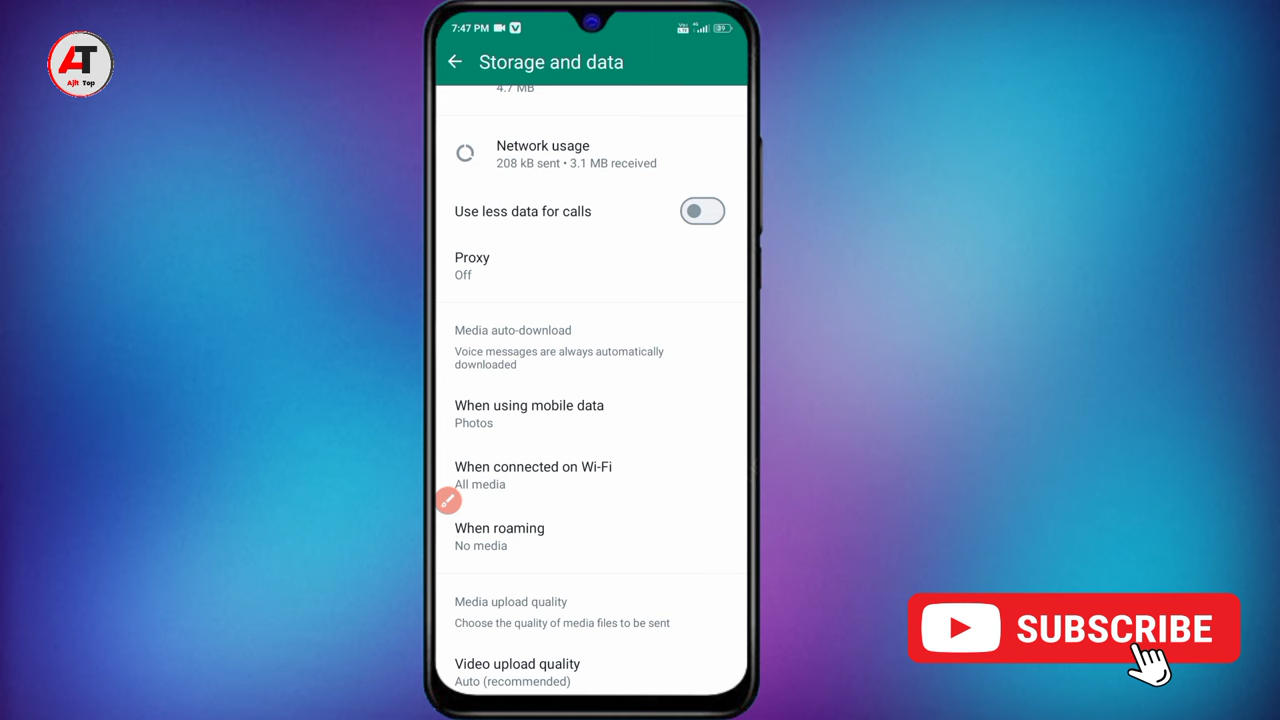 AT
Ajit Top
7:47 PM
39
Storage and data
4.7 MB
Network usage
208 kB sent • 3.1 MB received
Use less data for calls
Proxy
Off
Media auto-download
Voice messages are always automatically
downloaded
When using mobile data
Photos
When connected on Wi-Fi
All media
When roaming
No media
Media upload quality
Choose the quality of media files to be sent
Video upload quality
Auto (recommended)
SUBSCRIBE